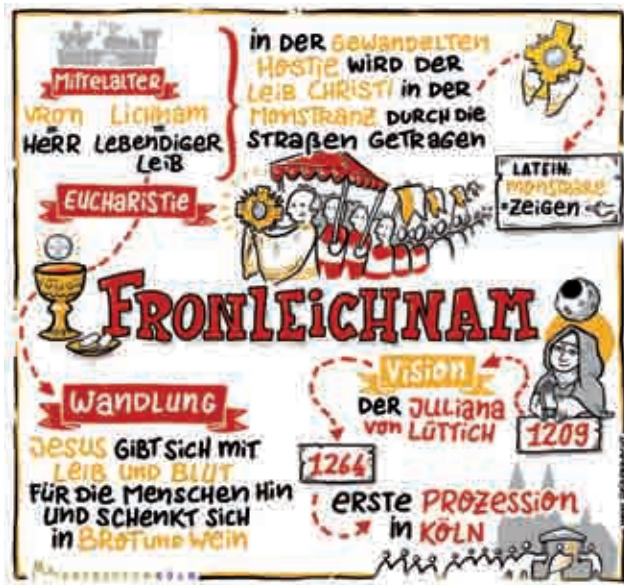 MITTELALTER
VRON LICHNAM
= =
HERR LEBENDIGER
LEIB
IN DER GEWANDELTEN
HOSTIE WIRD DER
LEIB CHRISTI IN DER
MONSTRANZ DURCH DIE
STRAßEN GETRAGEN
LATEIN:
MONSTRARE
=ZEIGEN
EUCHARISTIE
FRONLEICHNAM
WANDLUNG
JESUS GIBT SICH MIT
LEIB UND BLUT
FÜR DIE MENSCHEN HIN
UND SCHENKT SICH
IN BROT UND WEIN
VISION
DER JULIANA
VON LÜTTICH
1209
1264
ERSTE PROZESSION
IN KÖLN